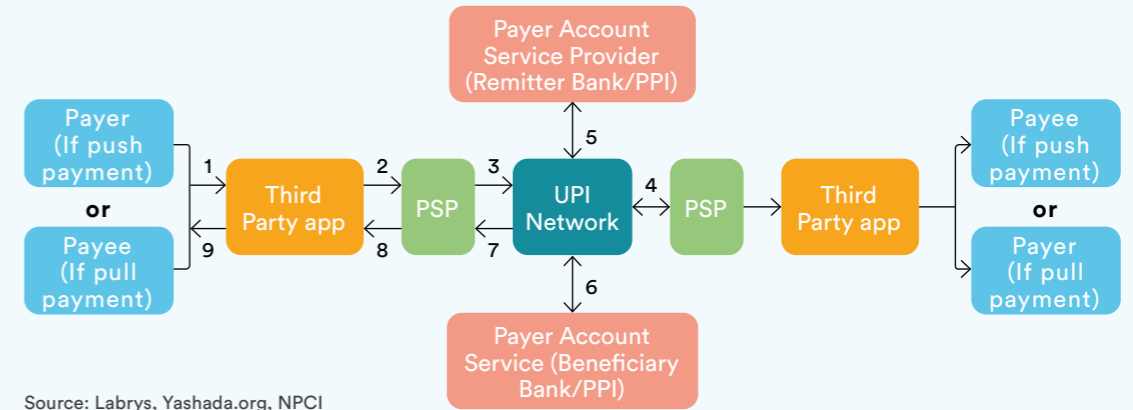 Payer Account
Service Provider
(Remitter Bank/PPI)
Payer
(If push
payment)
or
Payee
(If pull
payment)
1
9
Third
Party app
2
8
PSP
3
7
UPI
Network
5
6
4
PSP
Third
Party app
Payee
(If push
payment)
or
Payer
(If pull
payment)
Payer Account
Service (Beneficiary
Bank/PPI)
Source: Labrys, Yashada.org, NPCI